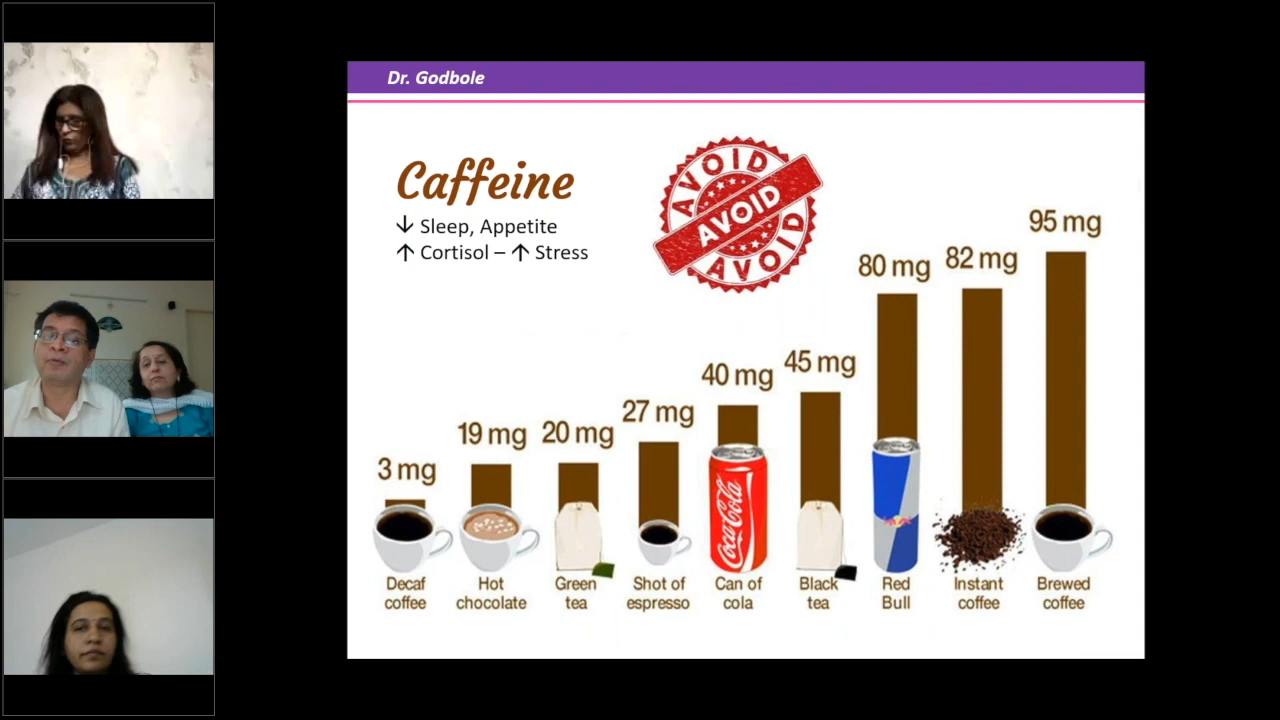 Dr. Godbole
Caffeine
↓ Sleep, Appetite
↑ Cortisol – ↑ Stress
AVOID
AVOID
AVOID
3 mg
19 mg
20 mg
27 mg
40 mg
45 mg
80 mg
82 mg
95 mg
Coca-Cola
Decaf
coffee
Hot
chocolate
Green
tea
Shot of
espresso
Can of
cola
Black
tea
Red
Bull
Instant
coffee
Brewed
coffee